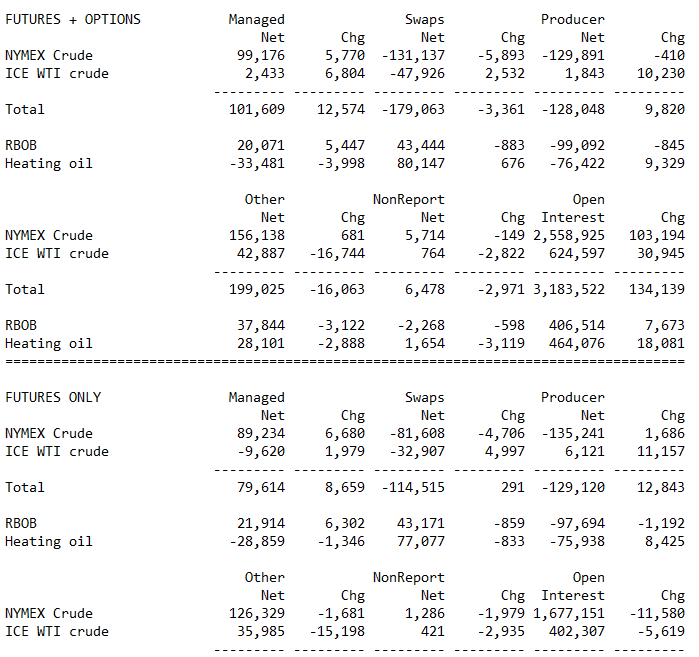 FUTURES + OPTIONS Managed Swaps Producer
Net Chg Net Chg Net Chg
NYMEX Crude 99,176 5,770 -131,137 -5,893 -129,891 -410
ICE WTI crude 2,433 6,804 -47,926 2,532 1,843 10,230
--------- --------- --------- --------- --------- ---------
Total 101,609 12,574 -179,063 -3,361 -128,048 9,820
RBOB 20,071 5,447 43,444 -883 -99,092 -845
Heating oil -33,481 -3,998 80,147 676 -76,422 9,329
Other NonReport Open
Net Chg Net Chg Interest Chg
NYMEX Crude 156,138 681 5,714 -149 2,558,925 103,194
ICE WTI crude 42,887 -16,744 764 -2,822 624,597 30,945
--------- --------- --------- --------- --------- ---------
Total 199,025 -16,063 6,478 -2,971 3,183,522 134,139
RBOB 37,844 -3,122 -2,268 -598 406,514 7,673
Heating oil 28,101 -2,888 1,654 -3,119 464,076 18,081
=====================================================================================
FUTURES ONLY Managed Swaps Producer
Net Chg Net Chg Net Chg
NYMEX Crude 89,234 6,680 -81,608 -4,706 -135,241 1,686
ICE WTI crude -9,620 1,979 -32,907 4,997 6,121 11,157
--------- --------- --------- --------- --------- ---------
Total 79,614 8,659 -114,515 291 -129,120 12,843
RBOB 21,914 6,302 43,171 -859 -97,694 -1,192
Heating oil -28,859 -1,346 77,077 -833 -75,938 8,425
Other NonReport Open
Net Chg Net Chg Interest Chg
NYMEX Crude 126,329 -1,681 1,286 -1,979 1,677,151 -11,580
ICE WTI crude 35,985 -15,198 421 -2,935 402,307 -5,619
--------- --------- --------- --------- --------- ---------